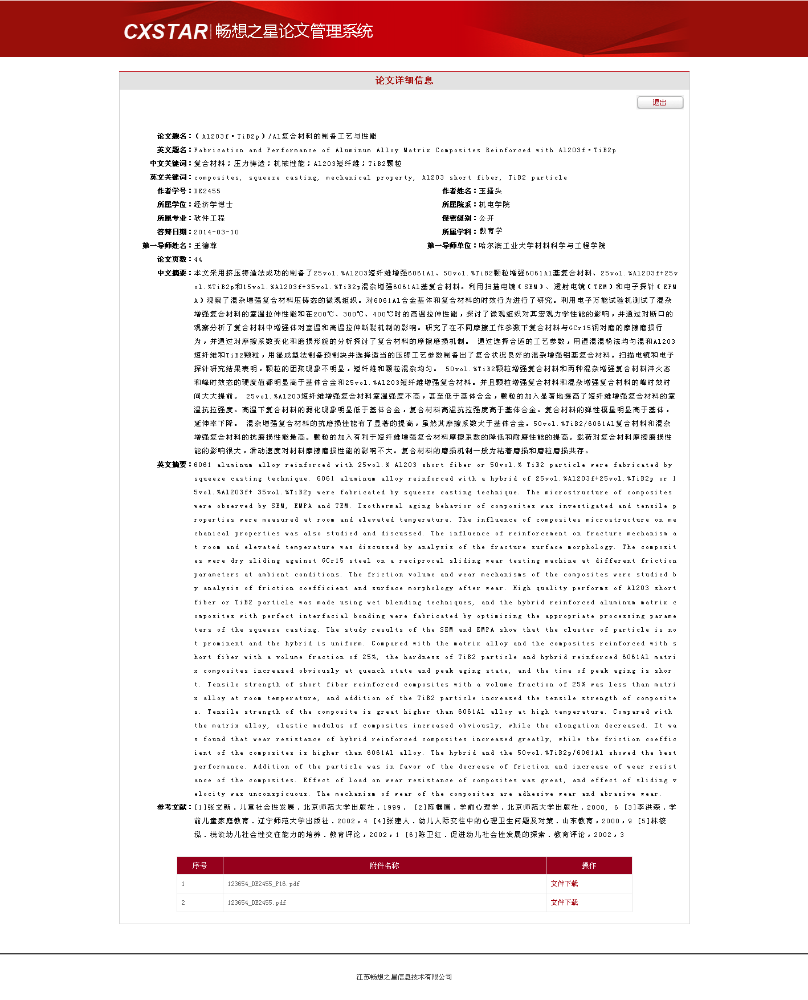 CXSTAR 畅想之星论文管理系统
论文详细信息
退出
论文题名：（Al2O3f·TiB2p）/Al复合材料的制备工艺与性能
英文题名：Fabrication and Performance of Aluminum Alloy Matrix Composites Reinforced with Al2O3f·TiB2p
中文关键词：复合材料；压力铸造；机械性能；Al2O3短纤维；TiB2颗粒
英文关键词：composites, squeeze casting, mechanical property, Al2O3 short fiber, TiB2 particle
作者学号：DE2455 作者姓名：玉搔头
所属学位：经济学博士 所属院系：机电学院
所属专业：软件工程 保密级别：公开
答辩日期：2014-03-10 所属学科：教育学
第一导师姓名：王德尊 第一导师单位：哈尔滨工业大学材料科学与工程学院
论文页数：44
中文摘要：本文采用挤压铸造法成功的制备了25vol.%Al2O3短纤维增强6061Al、50vol.%TiB2颗粒增强6061Al基复合材料、25vol.%Al2O3f+25v
ol.%TiB2p和15vol.%Al2O3f+35vol.%TiB2p混杂增强6061Al基复合材料。利用扫描电镜（SEM）、透射电镜（TEM）和电子探针（EPM
A）观察了混杂增强复合材料压铸态的微观组织。对6061Al合金基体和复合材料的时效行为进行了研究。利用电子万能试验机测试了混杂
增强复合材料的室温拉伸性能和在200℃、300℃、400℃时的高温拉伸性能，探讨了微观组织对其宏观力学性能的影响，并通过对断口的
观察分析了复合材料中增强体对室温和高温拉伸断裂机制的影响。研究了在不同摩擦工作参数下复合材料与GCr15钢对磨的摩擦磨损行
为，并通过对摩擦系数变化和磨损形貌的分析探讨了复合材料的摩擦磨损机制。 通过选择合适的工艺参数，用湿混混粉法均匀混和Al2O3
短纤维和TiB2颗粒，用湿成型法制备预制块并选择适当的压铸工艺参数制备出了复合状况良好的混杂增强铝基复合材料。扫描电镜和电子
探针研究结果表明，颗粒的团聚现象不明显，短纤维和颗粒混杂均匀。 50vol.%TiB2颗粒增强复合材料和两种混杂增强复合材料淬火态
和峰时效态的硬度值都明显高于基体合金和25vol.%Al2O3短纤维增强复合材料。并且颗粒增强复合材料和混杂增强复合材料的峰时效时
间大大提前。 25vol.%Al2O3短纤维增强复合材料室温强度不高，甚至低于基体合金，颗粒的加入显著地提高了短纤维增强复合材料的室
温抗拉强度。高温下复合材料的弱化现象明显低于基体合金，复合材料高温抗拉强度高于基体合金。复合材料的弹性模量明显高于基体，
延伸率下降。 混杂增强复合材料的抗磨损性能有了显著的提高，虽然其摩擦系数大于基体合金。50vol.%TiB2/6061Al复合材料和混杂
增强复合材料的抗磨损性能最高。颗粒的加入有利于短纤维增强复合材料摩擦系数的降低和耐磨性能的提高。载荷对复合材料摩擦磨损性
能的影响很大，滑动速度对材料摩擦磨损性能的影响不大。复合材料的磨损机制一般为粘着磨损和磨粒磨损共存。
英文摘要：6061 aluminum alloy reinforced with 25vol.% Al2O3 short fiber or 50vol.% TiB2 particle were fabricated by
squeeze casting technique. 6061 aluminum alloy reinforced with a hybrid of 25vol.%Al2O3f+25vol.%TiB2p or 1
5vol.%Al2O3f+ 35vol.%TiB2p were fabricated by squeeze casting technique. The microstructure of composites
were observed by SEM, EMPA and TEM. Isothermal aging behavior of composites was investigated and tensile p
roperties were measured at room and elevated temperature. The influence of composites microstructure on me
chanical properties was also studied and discussed. The influence of reinforcement on fracture mechanism a
t room and elevated temperature was discussed by analysis of the fracture surface morphology. The composit
es were dry sliding against GCr15 steel on a reciprocal sliding wear testing machine at different friction
parameters at ambient conditions. The friction volume and wear mechanisms of the composites were studied b
y analysis of friction coefficient and surface morphology after wear. High quality performs of Al2O3 short
fiber or TiB2 particle was made using wet blending techniques, and the hybrid reinforced aluminum matrix c
omposites with perfect interfacial bonding were fabricated by optimizing the appropriate processing parame
ters of the squeeze casting. The study results of the SEM and EMPA show that the cluster of particle is no
t prominent and the hybrid is uniform. Compared with the matrix alloy and the composites reinforced with s
hort fiber with a volume fraction of 25%, the hardness of TiB2 particle and hybrid reinforced 6061Al matri
x composites increased obviously at quench state and peak aging state, and the time of peak aging is shor
t. Tensile strength of short fiber reinforced composites with a volume fraction of 25% was less than matri
x alloy at room temperature, and addition of the TiB2 particle increased the tensile strength of composite
s. Tensile strength of the composite is great higher than 6061Al alloy at high temperature. Compared with
the matrix alloy, elastic modulus of composites increased obviously, while the elongation decreased. It wa
s found that wear resistance of hybrid reinforced composites increased greatly, while the friction coeffic
ient of the composites is higher than 6061Al alloy. The hybrid and the 50vol.%TiB2p/6061Al showed the best
performance. Addition of the particle was in favor of the decrease of friction and increase of wear resist
ance of the composites. Effect of load on wear resistance of composites was great, and effect of sliding v
elocity was unconspicuous. The mechanism of wear of the composites are adhesive wear and abrasive wear.
参考文献：[1]张文新．儿童社会性发展．北京师范大学出版社．1999． [2]陈帼眉．学前心理学．北京师范大学出版社．2000, 6 [3]李洪森．学
前儿童家庭教育．辽宁师范大学出版社．2002，4 [4]张建人．幼儿人际交往中的心理卫生问题及对策．山东教育，2000，9 [5]林筱
泓．浅谈幼儿社会性交往能力的培养．教育评论，2002，1 [6]陈卫红．促进幼儿社会性发展的探索．教育评论，2002，3
序号 附件名称 操作
1 123654_DE2455_P16.pdf 文件下载
2 123654_DE2455.pdf 文件下载
江苏畅想之星信息技术有限公司